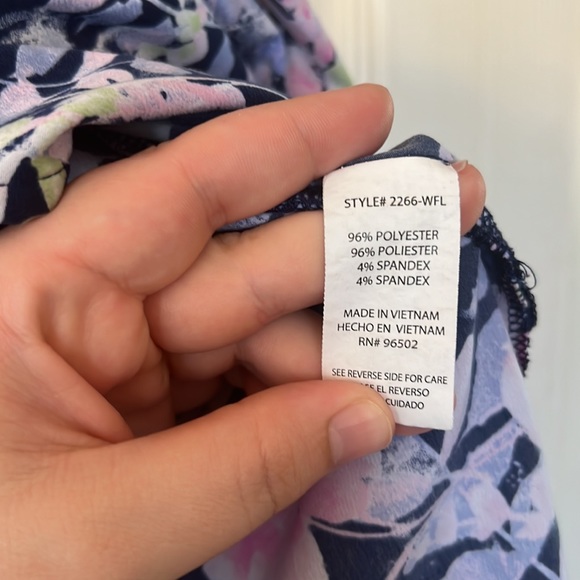 STYLE# 2266-WFL
96% POLYESTER
96% POLIESTER
4% SPANDEX
4% SPANDEX
MADE IN VIETNAM
HECHO EN VIETNAM
RN# 96502
SEE REVERSE SIDE FOR CARE
EL REVERSO
CUIDADO